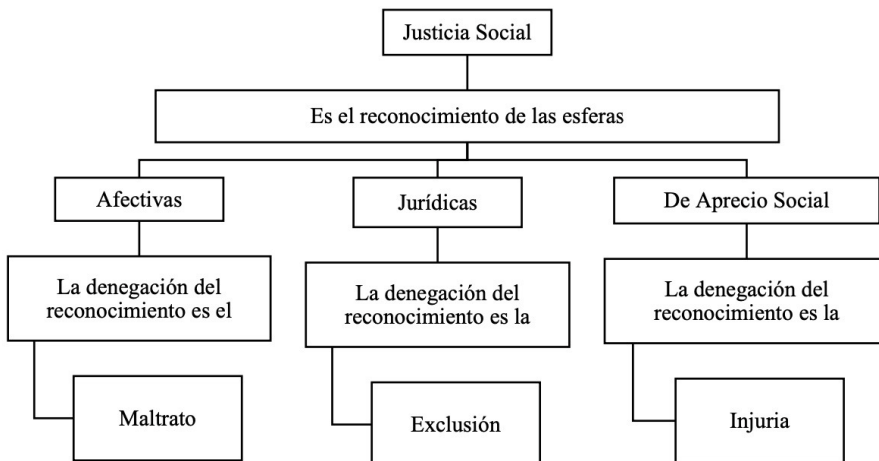 Justicia Social
Es el reconocimiento de las esferas
Afectivas
Jurídicas
De Aprecio Social
La denegación del
reconocimiento es el
La denegación del
reconocimiento es la
La denegación del
reconocimiento es la
Maltrato
Exclusión
Injuria